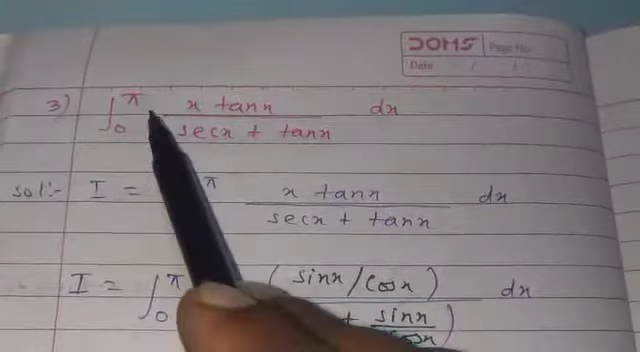 DOMS Page No.
Date / /
3) ∫₀^π x tanx / secx + tanx dx
sol:- I = π x tanx / secx + tanx dx
I = ∫₀^π (sinx/cosx) / + sinx/cosx) dx